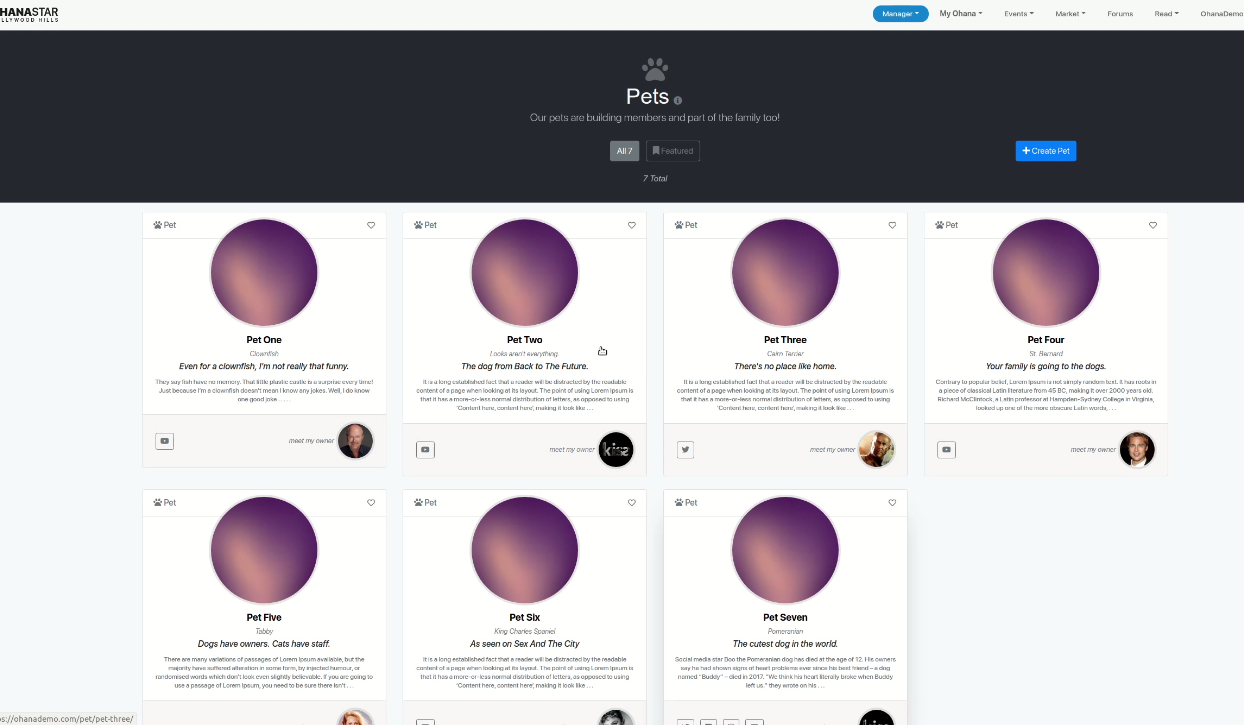 HANASTAR
LLYWOOD HILLS
Manager
My Ohana
Events
Market
Forums
Read
OhanaDemo
Pets
Our pets are building members and part of the family too!
All 7
Featured
Create Pet
7 Total
Pet
Pet One
Clownfish
Even for a clownfish, I'm not really that funny.
They say fish have no memory. That little plastic castle is a surprise every time!
Just because I'm a clownfish doesn't mean I know any jokes. Well, I do know
one good joke . . . .
meet my owner
Pet
Pet Two
Looks aren't everything.
The dog from Back to The Future.
It is a long established fact that a reader will be distracted by the readable
content of a page when looking at its layout. The point of using Lorem Ipsum is
that it has a more-or-less normal distribution of letters, as opposed to using
'Content here, content here', making it look like . . .
meet my owner
kiss
Pet
Pet Three
Cairn Terrier
There's no place like home.
It is a long established fact that a reader will be distracted by the readable
content of a page when looking at its layout. The point of using Lorem Ipsum is
that it has a more-or-less normal distribution of letters, as opposed to using
'Content here, content here', making it look like . . .
meet my owner
Pet
Pet Four
St. Bernard
Your family is going to the dogs.
Contrary to popular belief, Lorem Ipsum is not simply random text. It has roots in
a piece of classical Latin literature from 45 BC, making it over 2000 years old.
Richard McClintock, a Latin professor at Hampden-Sydney College in Virginia,
looked up one of the more obscure Latin words, . . .
meet my owner
Pet
Pet Five
Tabby
Dogs have owners. Cats have staff.
There are many variations of passages of Lorem Ipsum available, but the
majority have suffered alteration in some form, by injected humour, or
randomised words which don't look even slightly believable. If you are going to
use a passage of Lorem Ipsum, you need to be sure there isn't . . .
Pet
Pet Six
King Charles Spaniel
As seen on Sex And The City
It is a long established fact that a reader will be distracted by the readable
content of a page when looking at its layout. The point of using Lorem Ipsum is
that it has a more-or-less normal distribution of letters, as opposed to using
'Content here, content here', making it look like . . .
Pet
Pet Seven
Pomeranian
The cutest dog in the world.
Social media star Boo the Pomeranian dog has died at the age of 12. His owners
say he had shown signs of heart problems ever since his best friend – a dog
named "Buddy" – died in 2017. "We think his heart literally broke when Buddy
left us," they wrote on his . . .
ps://ohanademo.com/pet/pet-three/